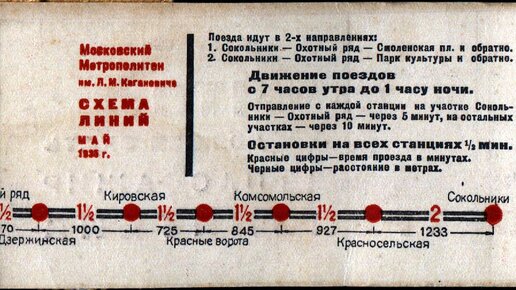 Московский
Метрополитен
им. Л. М. Кагановича
СХЕМА
ЛИНИЙ
МАЙ
1935 г.
Поезда идут в 2-х направлениях:
1. Сокольники — Охотный ряд — Смоленская пл. и обратно.
2. Сокольники — Охотный ряд — Парк культуры и обратно.
Движение поездов
с 7 часов утра до 1 часу ночи.
Отправление с каждой станции на участке Соколь-
ники — Охотный ряд — через 5 минут, на остальных
участках — через 10 минут.
Остановки на всех станциях ½ мин.
Красные цифры—время проезда в минутах.
Черные цифры—расстояние в метрах.
й ряд Кировская Комсомольская Сокольники
½ 1½ 1½ 1½ 1½ 2
70 1000 725 845 927 1233
Дзержинская Красные ворота Красносельская